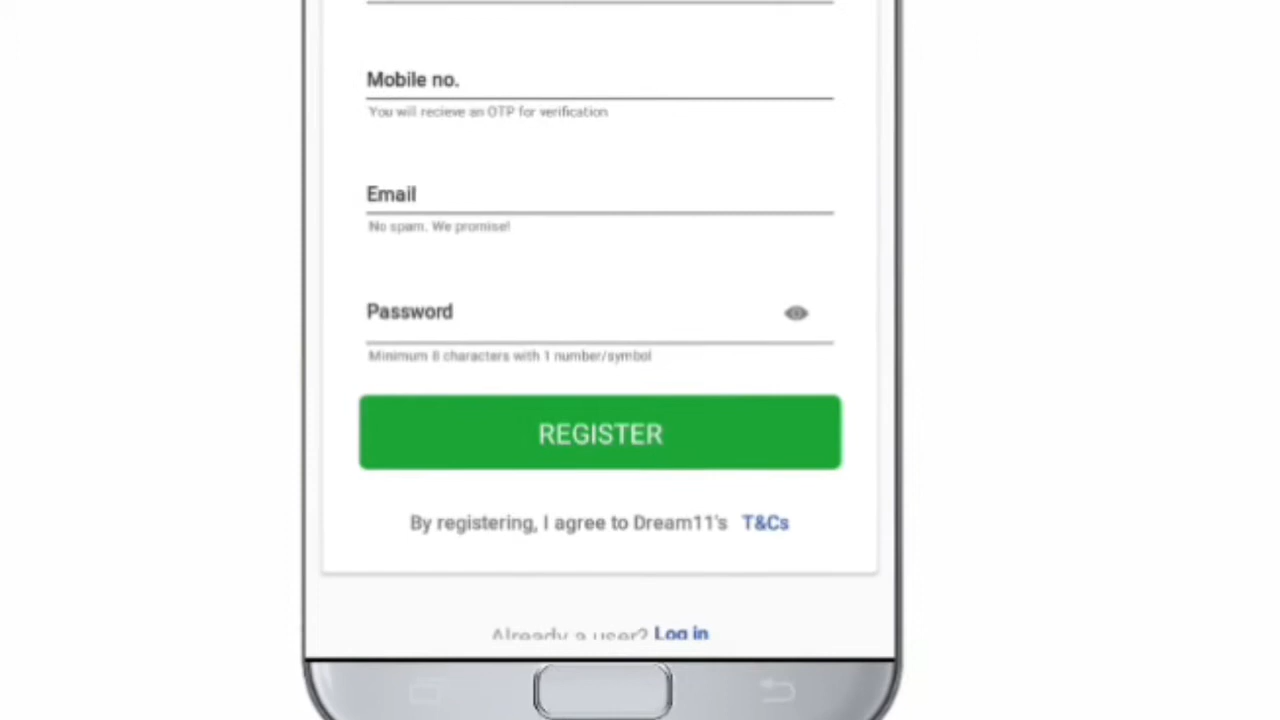 Mobile no.
You will recieve an OTP for verification
Email
No spam. We promise!
Password
Minimum 8 characters with 1 number/symbol
REGISTER
By registering, I agree to Dream11's T&Cs
Already a user? Log in